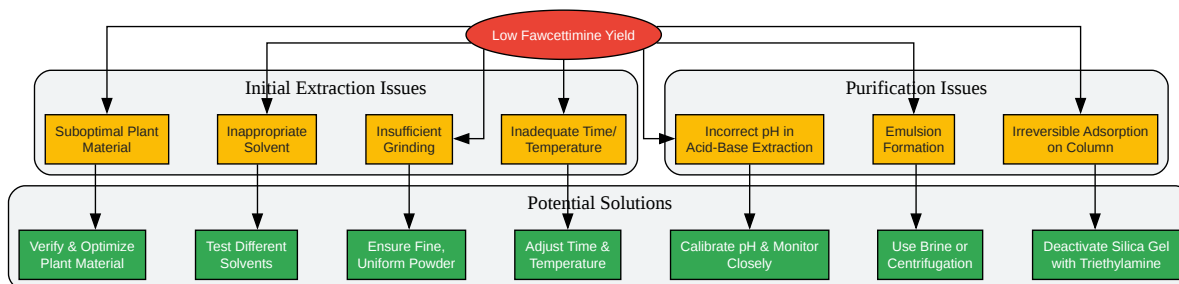 Low Fawcettimine Yield
Initial Extraction Issues
Purification Issues
Suboptimal Plant
Material
Inappropriate
Solvent
Insufficient
Grinding
Inadequate Time/
Temperature
Incorrect pH in
Acid-Base Extraction
Emulsion
Formation
Irreversible Adsorption
on Column
Potential Solutions
Verify & Optimize
Plant Material
Test Different
Solvents
Ensure Fine,
Uniform Powder
Adjust Time &
Temperature
Calibrate pH & Monitor
Closely
Use Brine or
Centrifugation
Deactivate Silica Gel
with Triethylamine